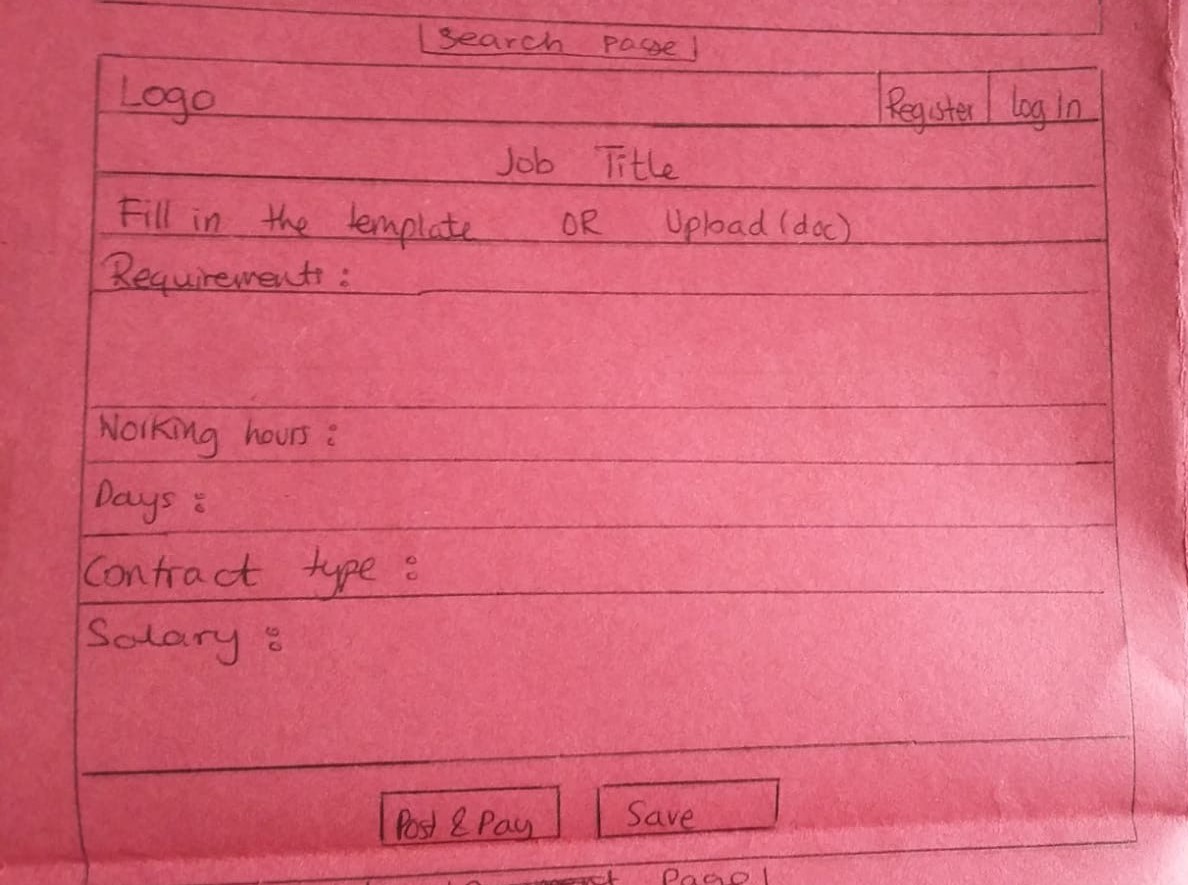 Search page
Logo Register Log In
Job Title
Fill in the template OR Upload (doc)
Requirements :
Working hours :
Days :
Contract type :
Salary :
Post & Pay Save
Page